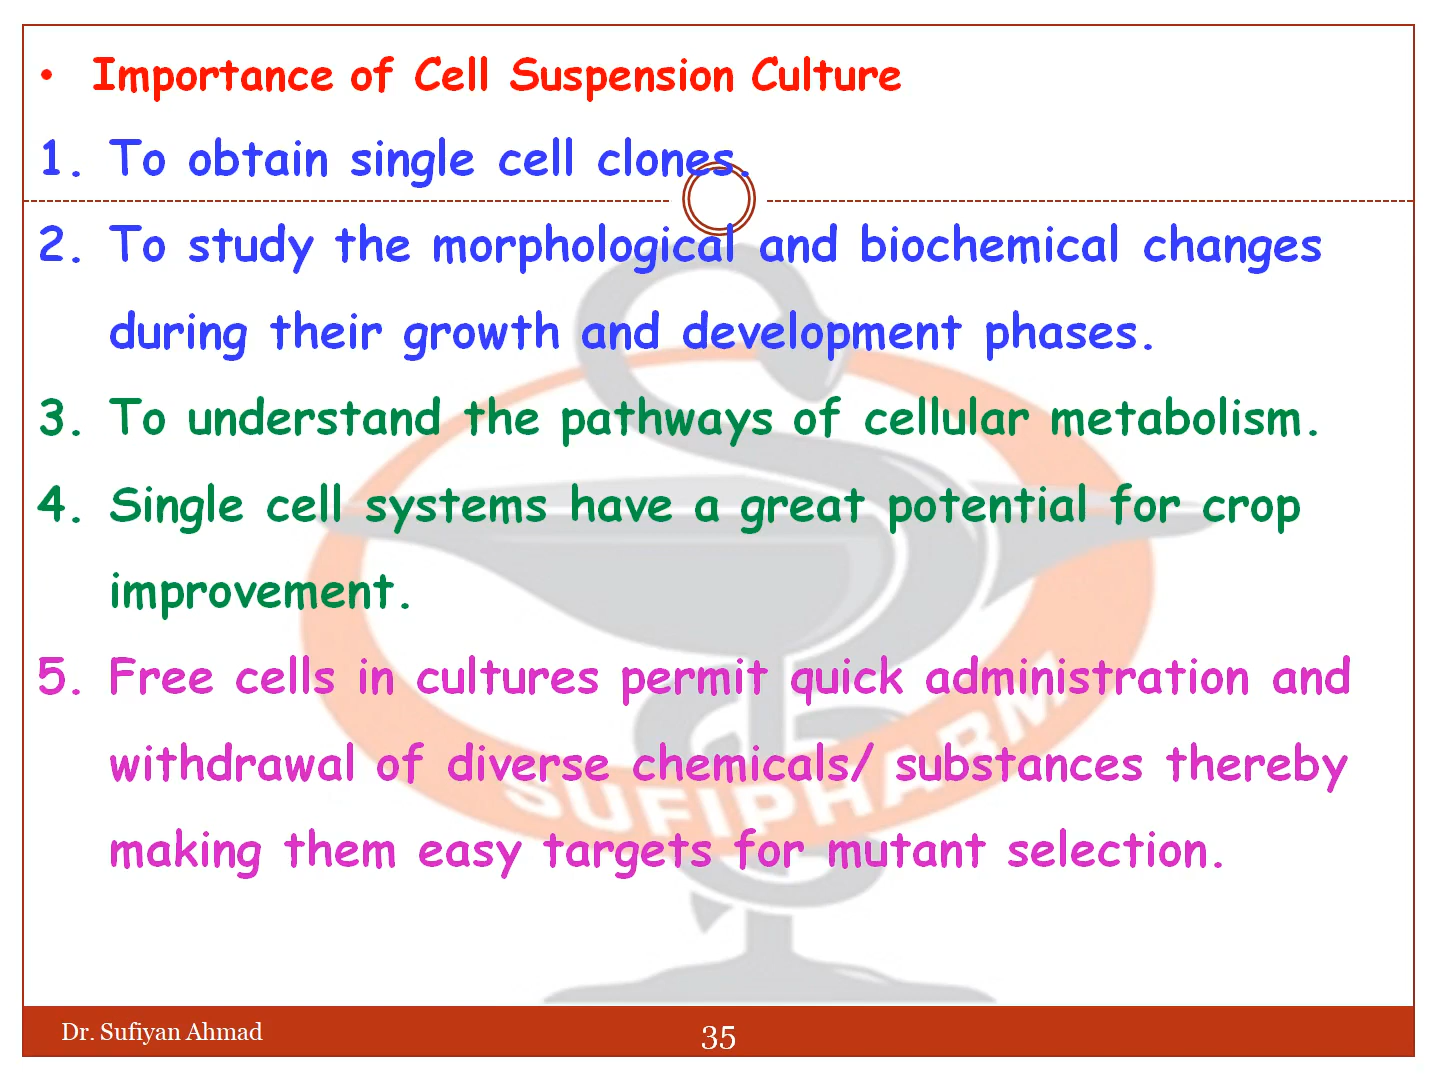 • Importance of Cell Suspension Culture
1. To obtain single cell clones.
2. To study the morphological and biochemical changes
during their growth and development phases.
3. To understand the pathways of cellular metabolism.
4. Single cell systems have a great potential for crop
improvement.
5. Free cells in cultures permit quick administration and
withdrawal of diverse chemicals/ substances thereby
making them easy targets for mutant selection.
SUFIPHARM
Dr. Sufiyan Ahmad
35